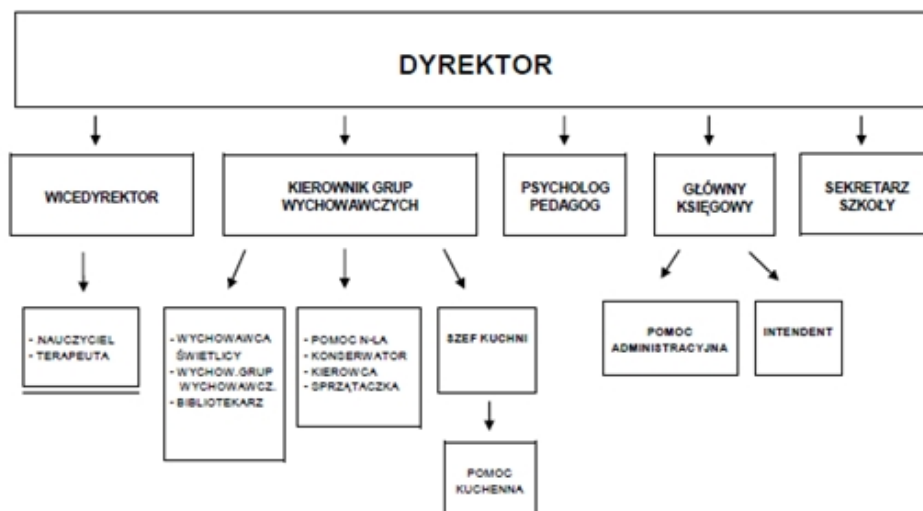 DYREKTOR
WICEDYREKTOR
KIEROWNIK GRUP
WYCHOWAWCZYCH
PSYCHOLOG
PEDAGOG
GŁÓWNY
KSIĘGOWY
SEKRETARZ
SZKOŁY
- NAUCZYCIEL
- TERAPEUTA
- WYCHOWAWCA
ŚWIETLICY
- WYCHOW.GRUP
WYCHOWAWCZ.
- BIBLIOTEKARZ
- POMOC N-LA
- KONSERWATOR
- KIEROWCA
- SPRZĄTACZKA
SZEF KUCHNI
POMOC
KUCHENNA
POMOC
ADMINISTRACYJNA
INTENDENT